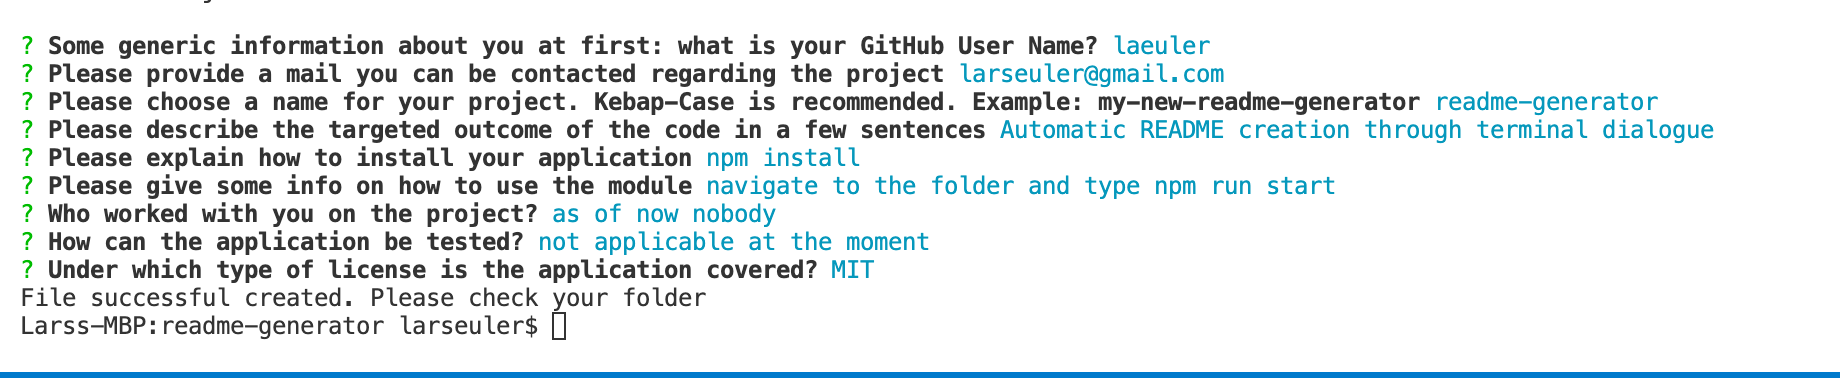 ? Some generic information about you at first: what is your GitHub User Name? laeuler
? Please provide a mail you can be contacted regarding the project larseuler@gmail.com
? Please choose a name for your project. Kebap-Case is recommended. Example: my-new-readme-generator readme-generator
? Please describe the targeted outcome of the code in a few sentences Automatic README creation through terminal dialogue
? Please explain how to install your application npm install
? Please give some info on how to use the module navigate to the folder and type npm run start
? Who worked with you on the project? as of now nobody
? How can the application be tested? not applicable at the moment
? Under which type of license is the application covered? MIT
File successful created. Please check your folder
Larss-MBP:readme-generator larseuler$